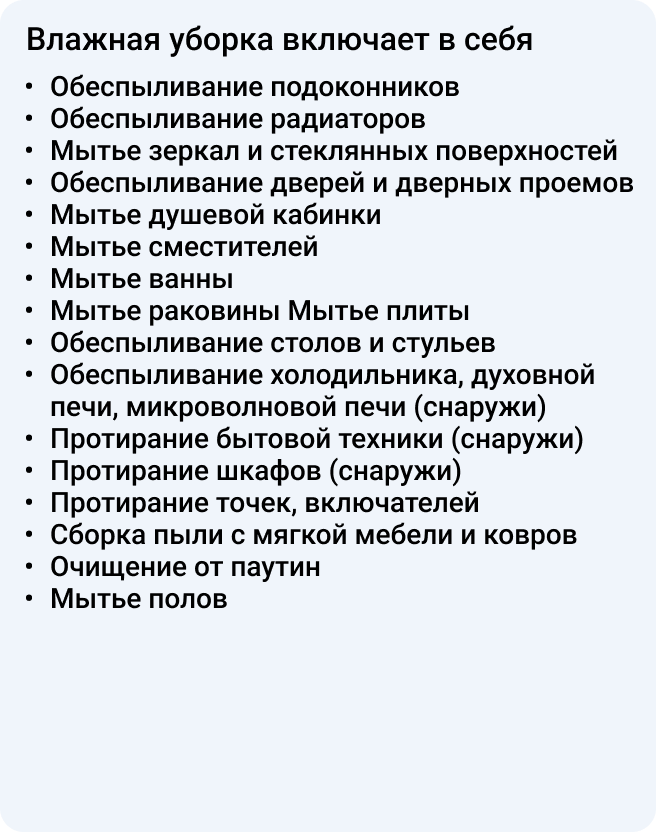 Влажная уборка включает в себя
• Обеспыливание подоконников
• Обеспыливание радиаторов
• Мытье зеркал и стеклянных поверхностей
• Обеспыливание дверей и дверных проемов
• Мытье душевой кабинки
• Мытье сместителей
• Мытье ванны
• Мытье раковины Мытье плиты
• Обеспыливание столов и стульев
• Обеспыливание холодильника, духовной
печи, микроволновой печи (снаружи)
• Протирание бытовой техники (снаружи)
• Протирание шкафов (снаружи)
• Протирание точек, включателей
• Сборка пыли с мягкой мебели и ковров
• Очищение от паутин
• Мытье полов